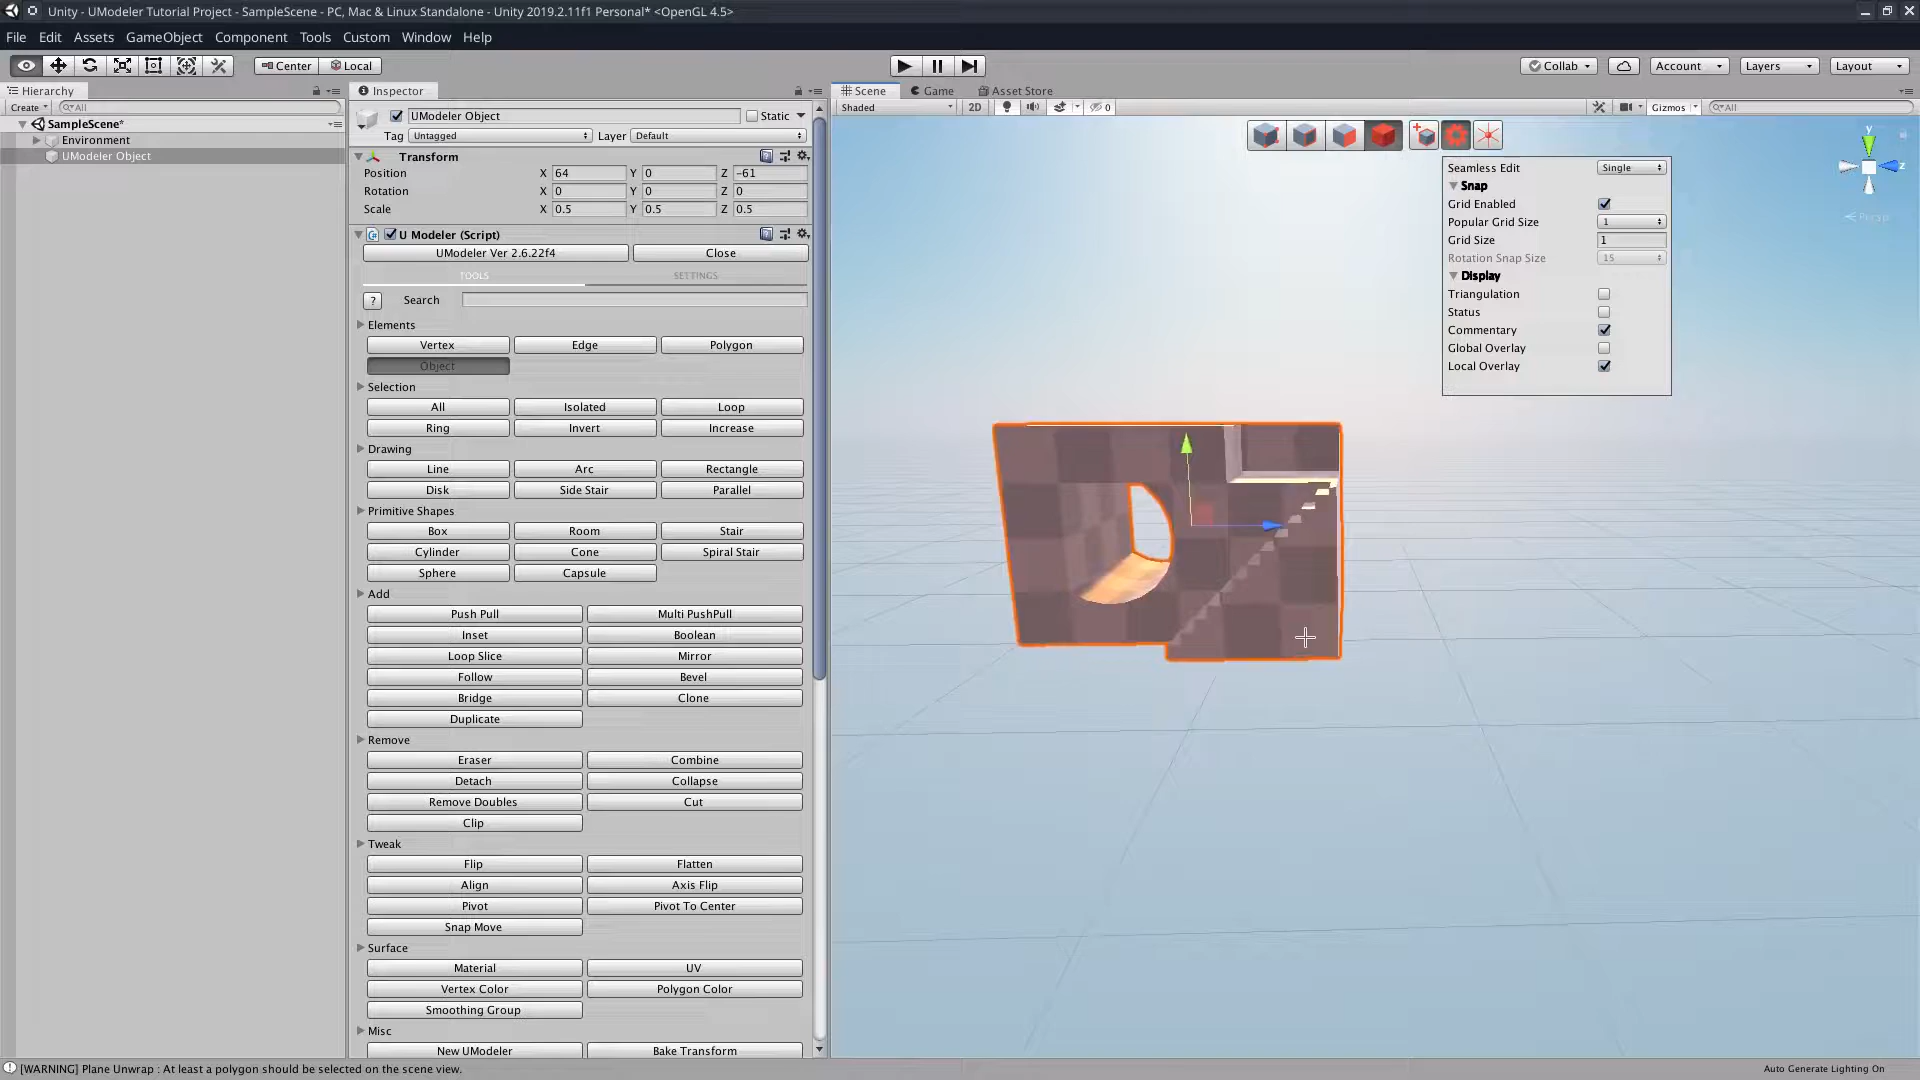 Unity - UModeler Tutorial Project - SampleScene - PC, Mac & Linux Standalone - Unity 2019.2.11f1 Personal* <OpenGL 4.5>
File Edit Assets GameObject Component Tools Custom Window Help
Center Local Collab Account Layers Layout
Hierarchy
Create All
SampleScene*
Environment
UModeler Object
Inspector
UModeler Object Static
Tag Untagged Layer Default
Transform
Position X 64 Y 0 Z -61
Rotation X 0 Y 0 Z 0
Scale X 0.5 Y 0.5 Z 0.5
U Modeler (Script)
UModeler Ver 2.6.22f4 Close
TOOLS SETTINGS
? Search
Elements
Vertex Edge Polygon
Object
Selection
All Isolated Loop
Ring Invert Increase
Drawing
Line Arc Rectangle
Disk Side Stair Parallel
Primitive Shapes
Box Room Stair
Cylinder Cone Spiral Stair
Sphere Capsule
Add
Push Pull Multi PushPull
Inset Boolean
Loop Slice Mirror
Follow Bevel
Bridge Clone
Duplicate
Remove
Eraser Combine
Detach Collapse
Remove Doubles Cut
Clip
Tweak
Flip Flatten
Align Axis Flip
Pivot Pivot To Center
Snap Move
Surface
Material UV
Vertex Color Polygon Color
Smoothing Group
Misc
New UModeler Bake Transform
Scene Game Asset Store
Shaded 2D 0 Gizmos All
Seamless Edit Single
Snap
Grid Enabled
Popular Grid Size 1
Grid Size 1
Rotation Snap Size 15
Display
Triangulation
Status
Commentary
Global Overlay
Local Overlay
y
z
Persp
[WARNING] Plane Unwrap : At least a polygon should be selected on the scene view.
Auto Generate Lighting On